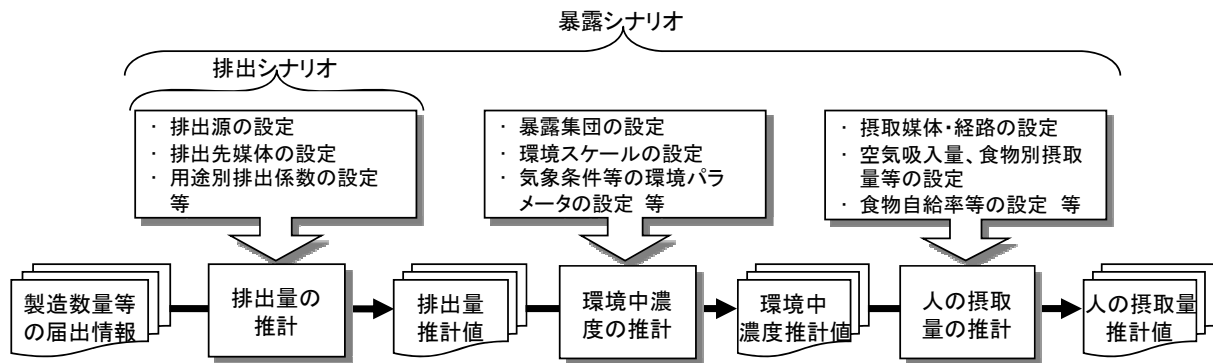 暴露シナリオ
排出シナリオ
・ 排出源の設定
・ 排出先媒体の設定
・ 用途別排出係数の設定
等
・ 暴露集団の設定
・ 環境スケールの設定
・ 気象条件等の環境パラ
メータの設定 等
・ 摂取媒体・経路の設定
・ 空気吸入量、食物別摂取
量等の設定
・ 食物自給率等の設定 等
製造数量等
の届出情報
排出量の
推計
排出量
推計値
環境中濃
度の推計
環境中
濃度推計値
人の摂取
量の推計
人の摂取量
推計値